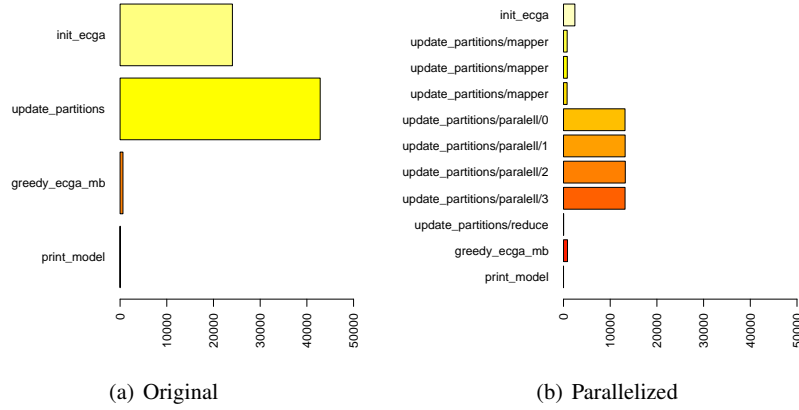 init_ecga
update_partitions
greedy_ecga_mb
print_model
0
10000
20000
30000
40000
50000
(a) Original
init_ecga
update_partitions/mapper
update_partitions/mapper
update_partitions/mapper
update_partitions/paralell/0
update_partitions/paralell/1
update_partitions/paralell/2
update_partitions/paralell/3
update_partitions/reduce
greedy_ecga_mb
print_model
0
10000
20000
30000
40000
50000
(b) Parallelized